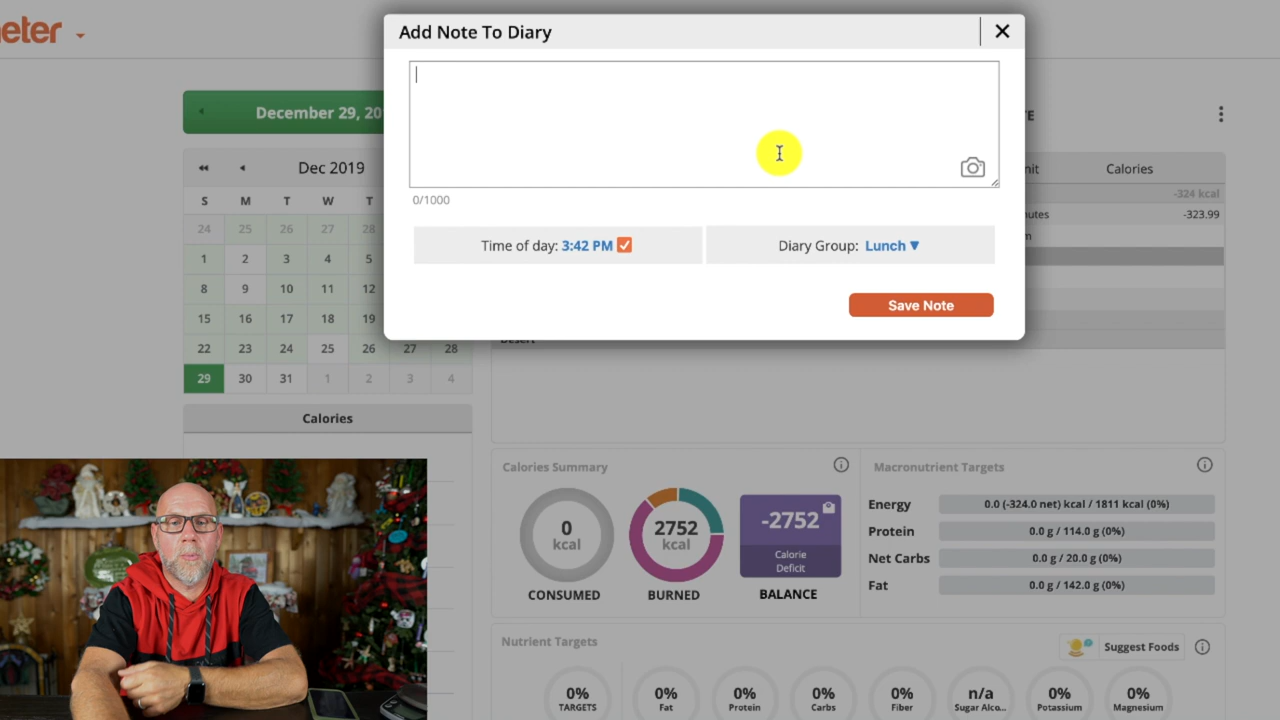 eter
Add Note To Diary
0/1000
Time of day: 3:42 PM
Diary Group: Lunch ▼
Save Note
December 29, 20
Dec 2019
S M T W T
24 25 26 27 28
1 2 3 4 5
8 9 10 11 12
15 16 17 18 19
22 23 24 25 26 27 28
29 30 31 1 2 3 4
Calories
Calories
-324 kcal
utes -323.99
Calories Summary
0 kcal
CONSUMED
2752 kcal
BURNED
-2752
Calorie
Deficit
BALANCE
Macronutrient Targets
Energy 0.0 (-324.0 net) kcal / 1811 kcal (0%)
Protein 0.0 g / 114.0 g (0%)
Net Carbs 0.0 g / 20.0 g (0%)
Fat 0.0 g / 142.0 g (0%)
Nutrient Targets
Suggest Foods
0% TARGETS
0% Fat
0% Protein
0% Carbs
0% Fiber
n/a Sugar Alco...
0% Potassium
0% Magnesium